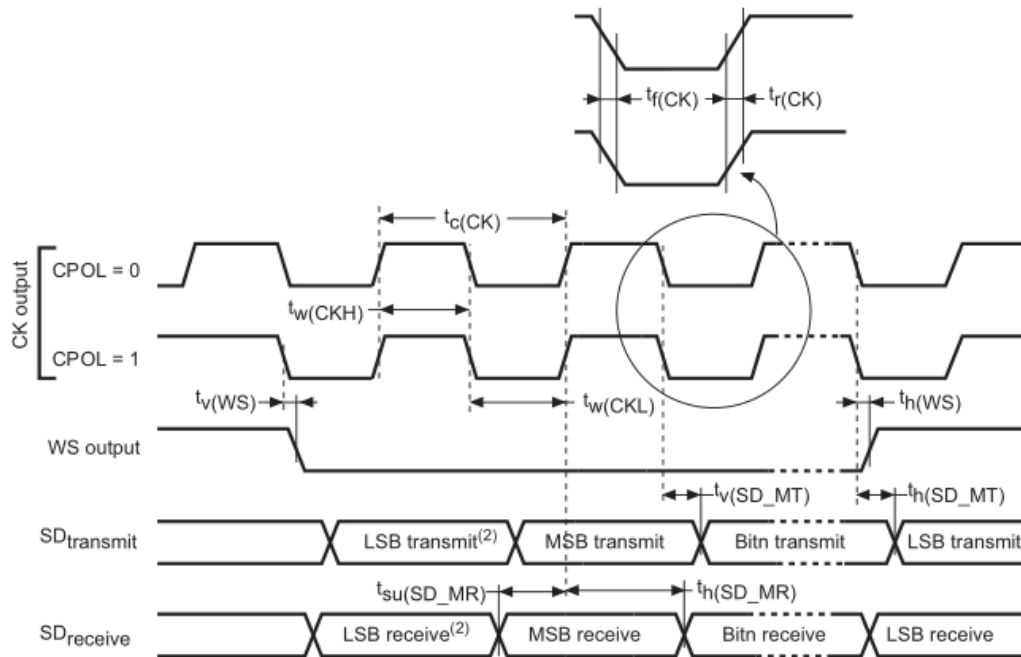 tf(CK)
tr(CK)
tc(CK)
CK output
CPOL = 0
tw(CKH)
CPOL = 1
tv(WS)
tw(CKL)
th(WS)
WS output
tv(SD_MT)
th(SD_MT)
SDtransmit
LSB transmit(2)
MSB transmit
Bitn transmit
LSB transmit
tsu(SD_MR)
th(SD_MR)
SDreceive
LSB receive(2)
MSB receive
Bitn receive
LSB receive